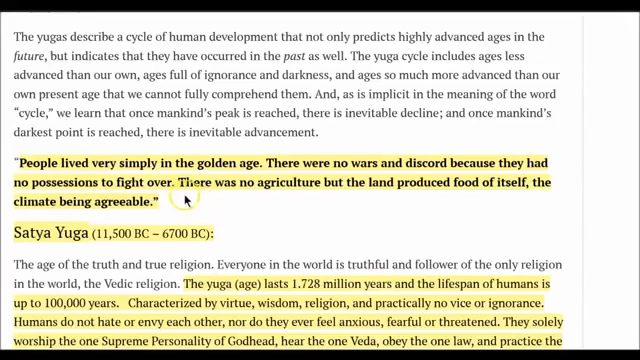 The yugas describe a cycle of human development that not only predicts highly advanced ages in the
future, but indicates that they have occurred in the past as well. The yuga cycle includes ages less
advanced than our own, ages full of ignorance and darkness, and ages so much more advanced than our
own present age that we cannot fully comprehend them. And, as is implicit in the meaning of the word
“cycle,” we learn that once mankind’s peak is reached, there is inevitable decline; and once mankind’s
darkest point is reached, there is inevitable advancement.
“People lived very simply in the golden age. There were no wars and discord because they had
no possessions to fight over. There was no agriculture but the land produced food of itself, the
climate being agreeable.”
Satya Yuga (11,500 BC – 6700 BC):
The age of the truth and true religion. Everyone in the world is truthful and follower of the only religion
in the world, the Vedic religion. The yuga (age) lasts 1.728 million years and the lifespan of humans is
up to 100,000 years. Characterized by virtue, wisdom, religion, and practically no vice or ignorance.
Humans do not hate or envy each other, nor do they ever feel anxious, fearful or threatened. They solely
worship the one Supreme Personality of Godhead, hear the one Veda, obey the one law, and practice the